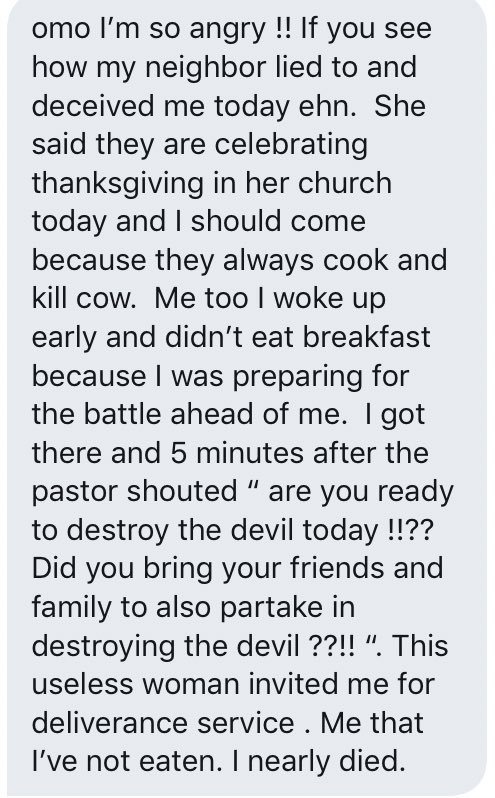 omo I’m so angry !! If you see
how my neighbor lied to and
deceived me today ehn.  She
said they are celebrating
thanksgiving in her church
today and I should come
because they always cook and
kill cow.  Me too I woke up
early and didn’t eat breakfast
because I was preparing for
the battle ahead of me.  I got
there and 5 minutes after the
pastor shouted “ are you ready
to destroy the devil today !!??
Did you bring your friends and
family to also partake in
destroying the devil ??!! “. This
useless woman invited me for
deliverance service . Me that
I’ve not eaten. I nearly died.